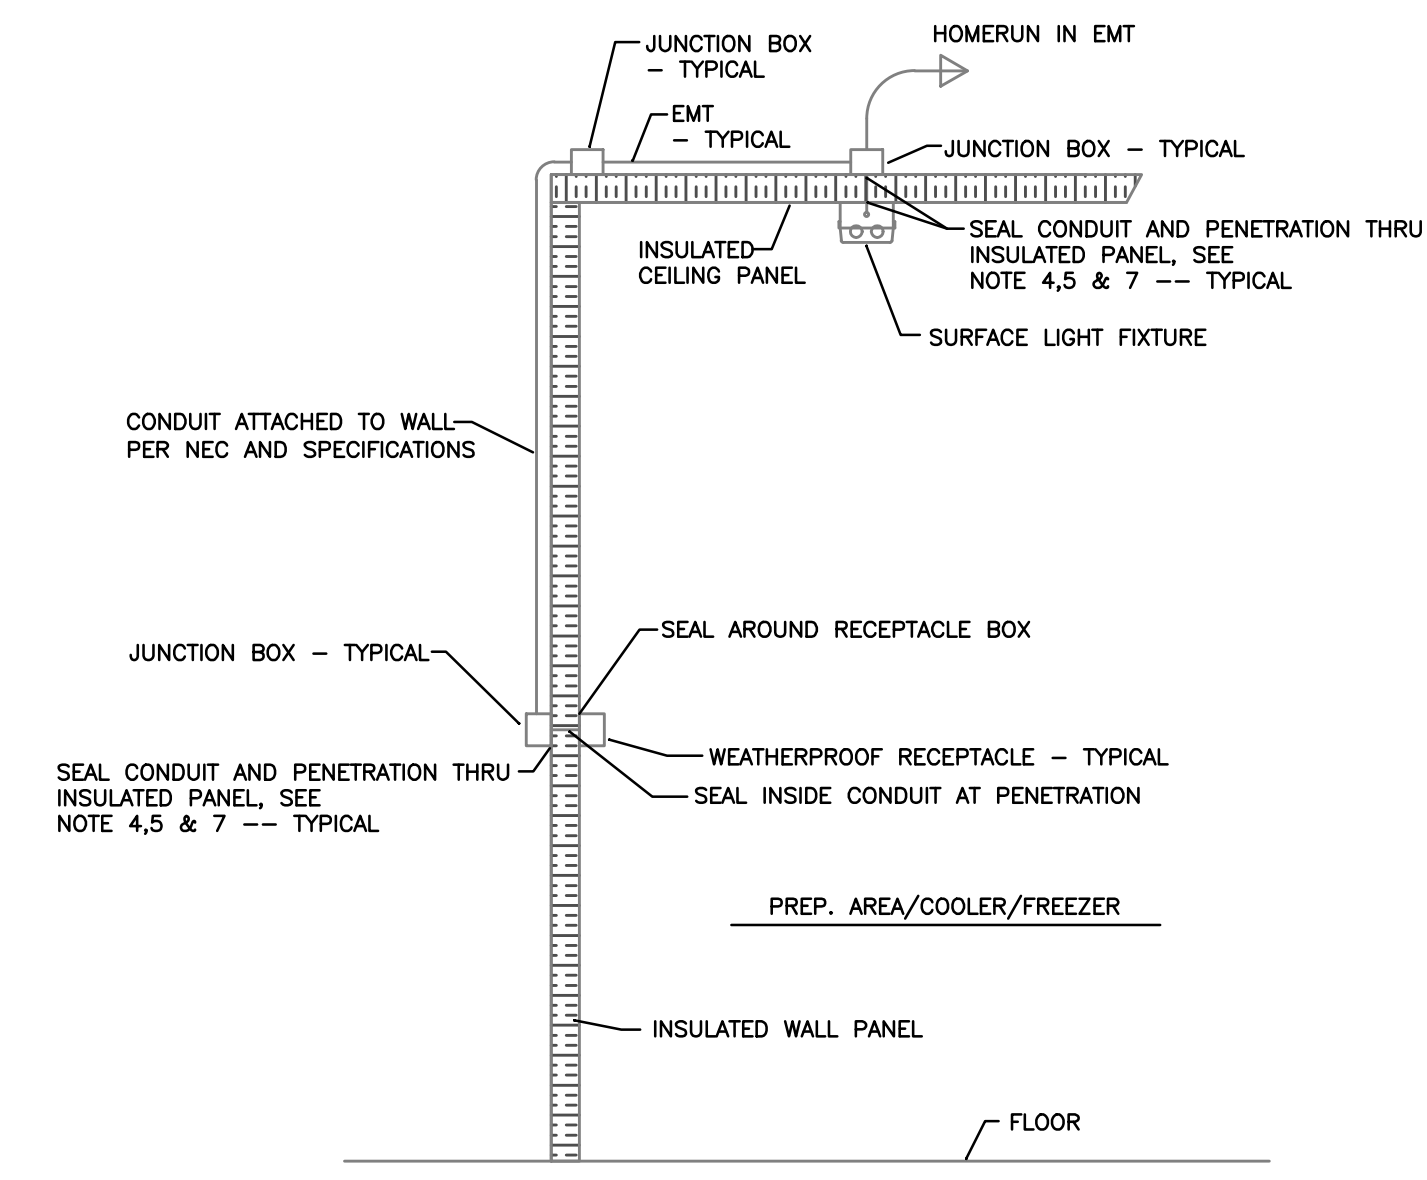 HOMERUN IN EMT
JUNCTION BOX
- TYPICAL
EMT
- TYPICAL
JUNCTION BOX - TYPICAL
SEAL CONDUIT AND PENETRATION THRU
INSULATED PANEL, SEE
NOTE 4,5 & 7 -- TYPICAL
INSULATED
CEILING PANEL
SURFACE LIGHT FIXTURE
CONDUIT ATTACHED TO WALL
PER NEC AND SPECIFICATIONS
SEAL AROUND RECEPTACLE BOX
JUNCTION BOX - TYPICAL
WEATHERPROOF RECEPTACLE - TYPICAL
SEAL CONDUIT AND PENETRATION THRU
INSULATED PANEL, SEE
NOTE 4,5 & 7 -- TYPICAL
SEAL INSIDE CONDUIT AT PENETRATION
PREP. AREA/COOLER/FREEZER
INSULATED WALL PANEL
FLOOR